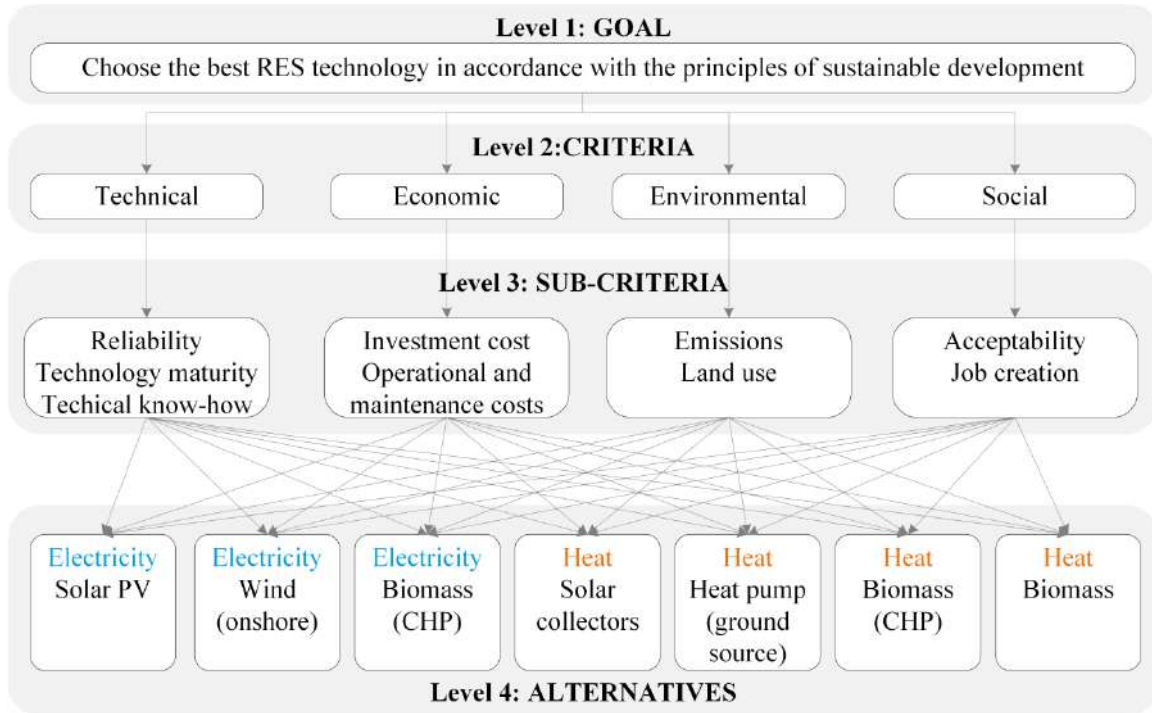 Level 1: GOAL
Choose the best RES technology in accordance with the principles of sustainable development
Level 2:CRITERIA
Technical
Economic
Environmental
Social
Level 3: SUB-CRITERIA
Reliability
Technology maturity
Techical know-how
Investment cost
Operational and
maintenance costs
Emissions
Land use
Acceptability
Job creation
Electricity
Solar PV
Electricity
Wind
(onshore)
Electricity
Biomass
(CHP)
Heat
Solar
collectors
Heat
Heat pump
(ground
source)
Heat
Biomass
(CHP)
Heat
Biomass
Level 4: ALTERNATIVES